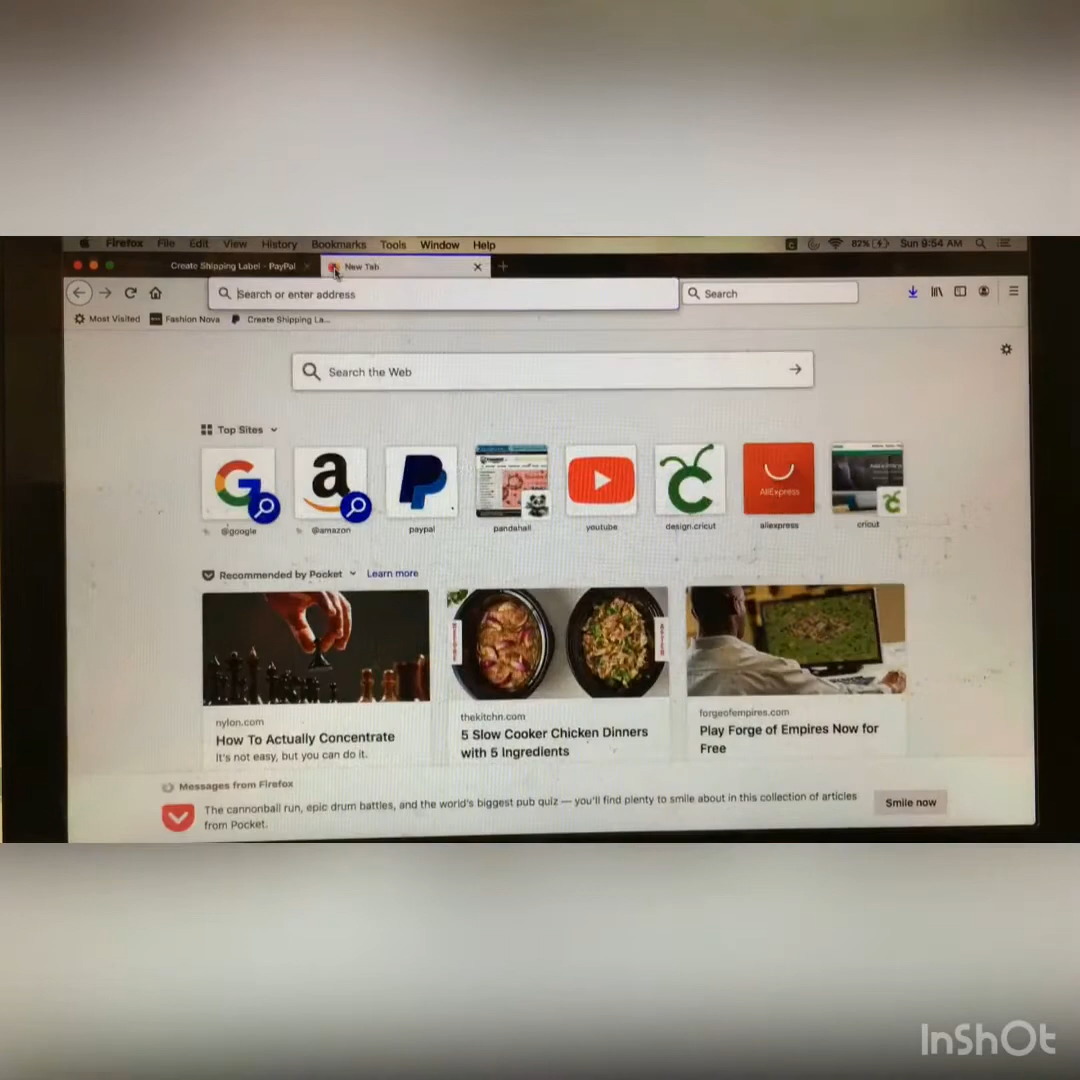 Firefox File Edit View History Bookmarks Tools Window Help 82% Sun 9:54 AM
Create Shipping Label - PayPal New Tab
Search or enter address Search
Most Visited Fashion Nova Create Shipping La...
Search the Web
Top Sites
@google @amazon paypal pandahall youtube design.cricut aliexpress cricut
AliExpress
Recommended by Pocket Learn more
nylon.com
How To Actually Concentrate
It's not easy, but you can do it.
thekitchn.com
5 Slow Cooker Chicken Dinners
with 5 Ingredients
forgeofempires.com
Play Forge of Empires Now for
Free
Messages from Firefox
The cannonball run, epic drum battles, and the world's biggest pub quiz — you'll find plenty to smile about in this collection of articles
from Pocket.
Smile now
InShOt